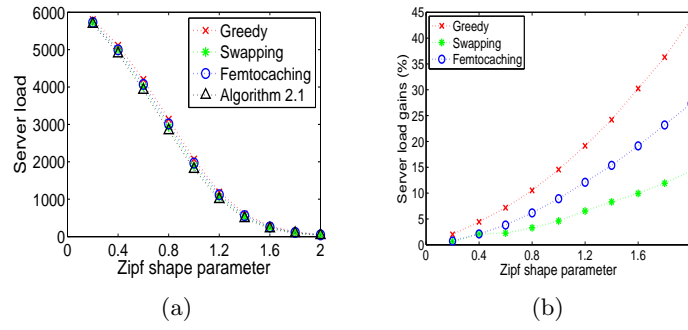 6000
5000
4000
3000
2000
1000
0
Server load
0 0.4 0.8 1.2 1.6 2
Zipf shape parameter
Greedy
Swapping
Femtocaching
Algorithm 2.1
(a)
45
40
35
30
25
20
15
10
5
0
Server load gains (%)
0 0.4 0.8 1.2 1.6
Zipf shape parameter
Greedy
Swapping
Femtocaching
(b)